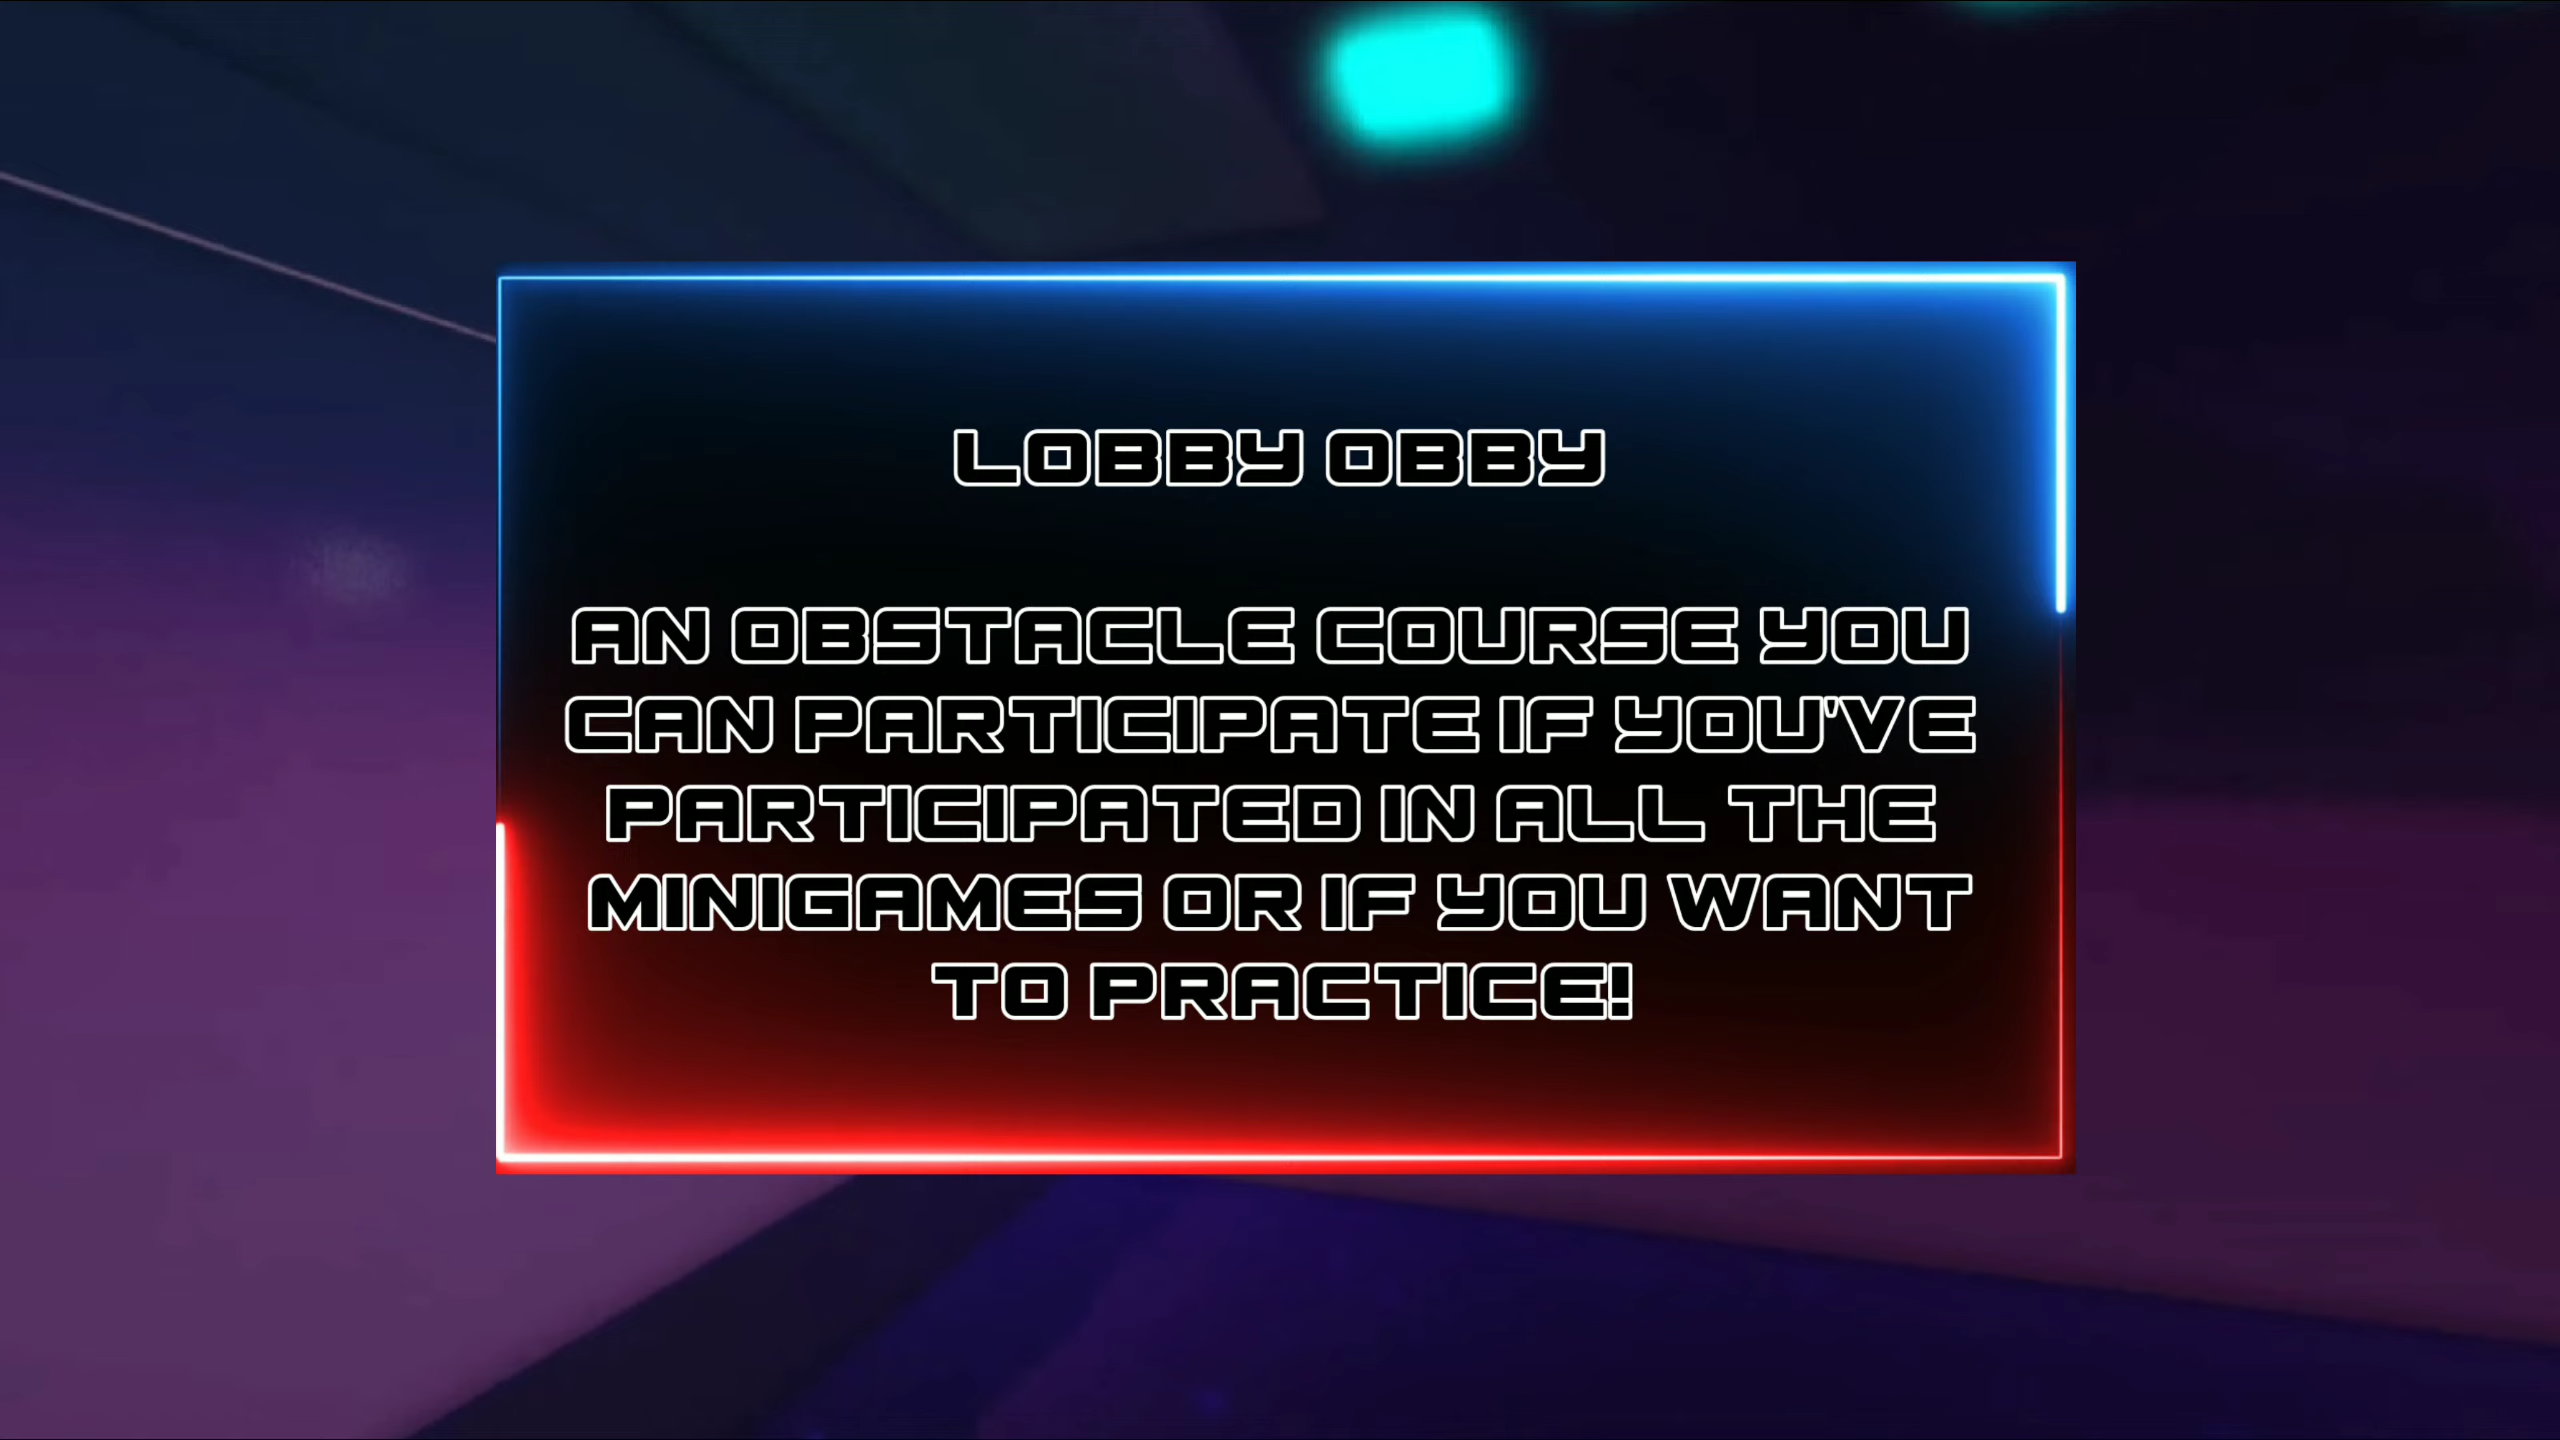 LOBBY OBBY
AN OBSTACLE COURSE YOU
CAN PARTICIPATE IF YOU'VE
PARTICIPATED IN ALL THE
MINIGAMES OR IF YOU WANT
TO PRACTICE!